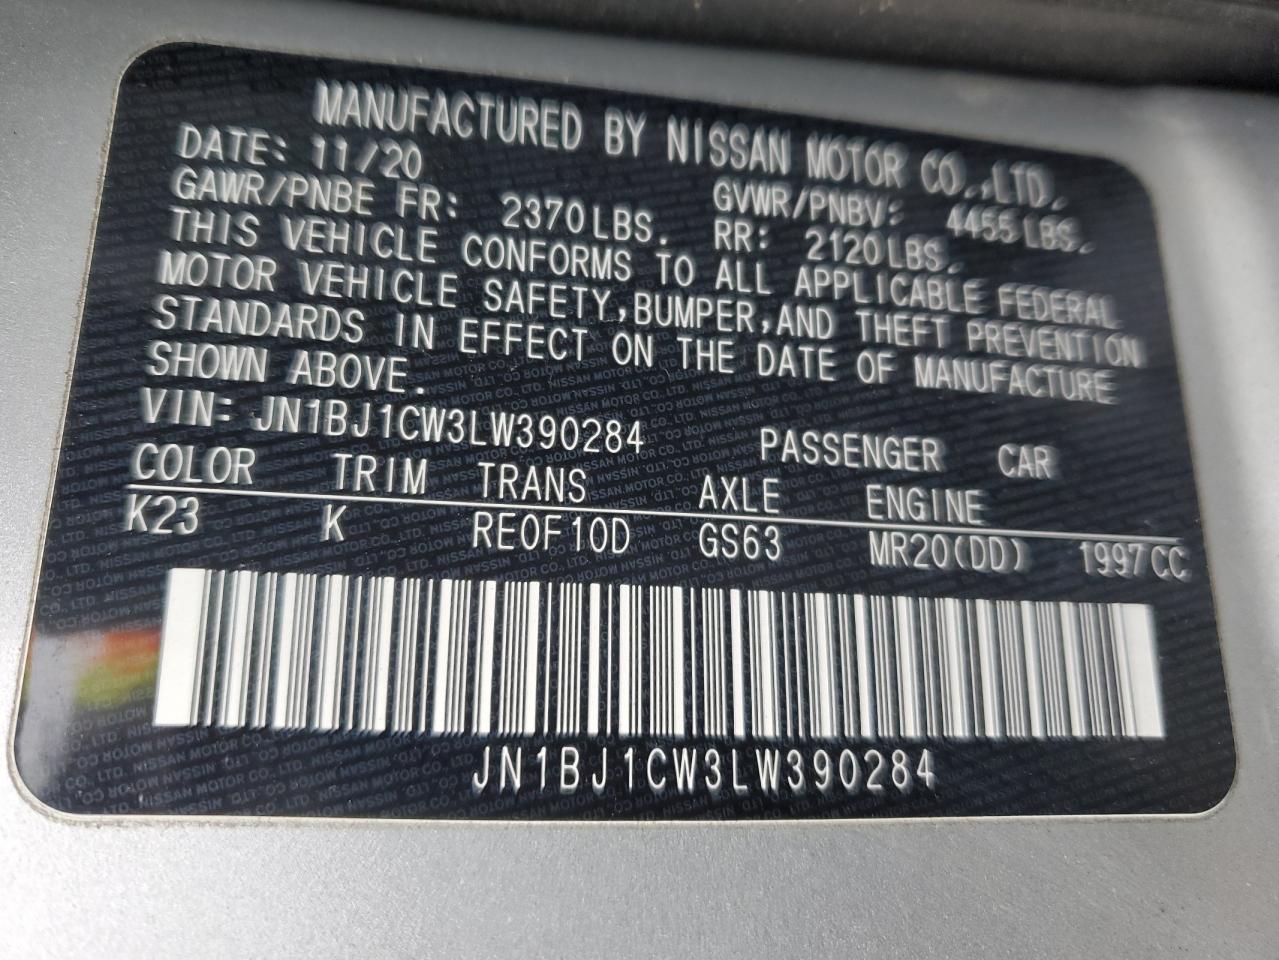 MANUFACTURED BY NISSAN MOTOR CO.,LTD.
DATE: 11/20
GVWR/PNBV: 4455LBS.
GAWR/PNBE FR: 2370LBS. RR: 2120LBS.
THIS VEHICLE CONFORMS TO ALL APPLICABLE FEDERAL
MOTOR VEHICLE SAFETY,BUMPER,AND THEFT PREVENTION
STANDARDS IN EFFECT ON THE DATE OF MANUFACTURE
SHOWN ABOVE.
VIN: JN1BJ1CW3LW390284 PASSENGER CAR
COLOR TRIM TRANS AXLE ENGINE
K23 K RE0F10D GS63 MR20(DD) 1997CC
JN1BJ1CW3LW390284